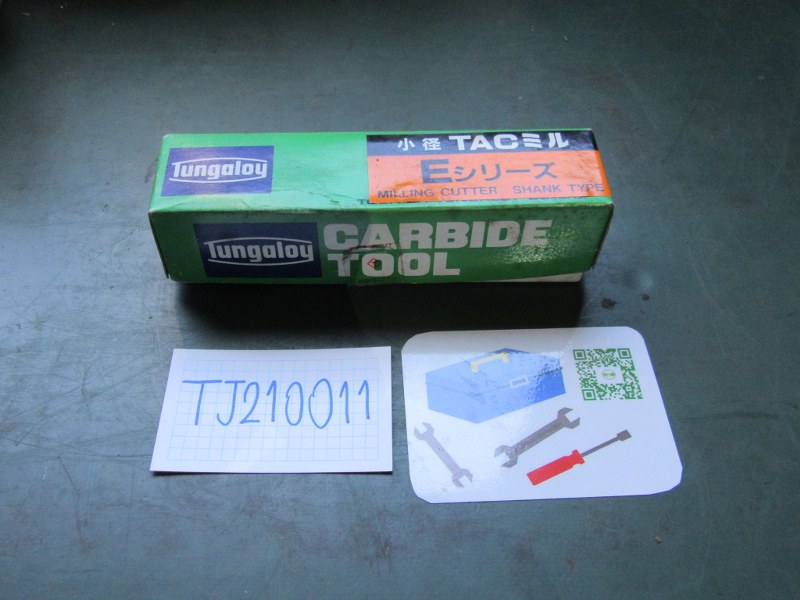 Tungaloy
小径 TACミル
Eシリーズ
MILLING CUTTER SHANK TYPE
Tungaloy
CARBIDE
TOOL
TJ210011